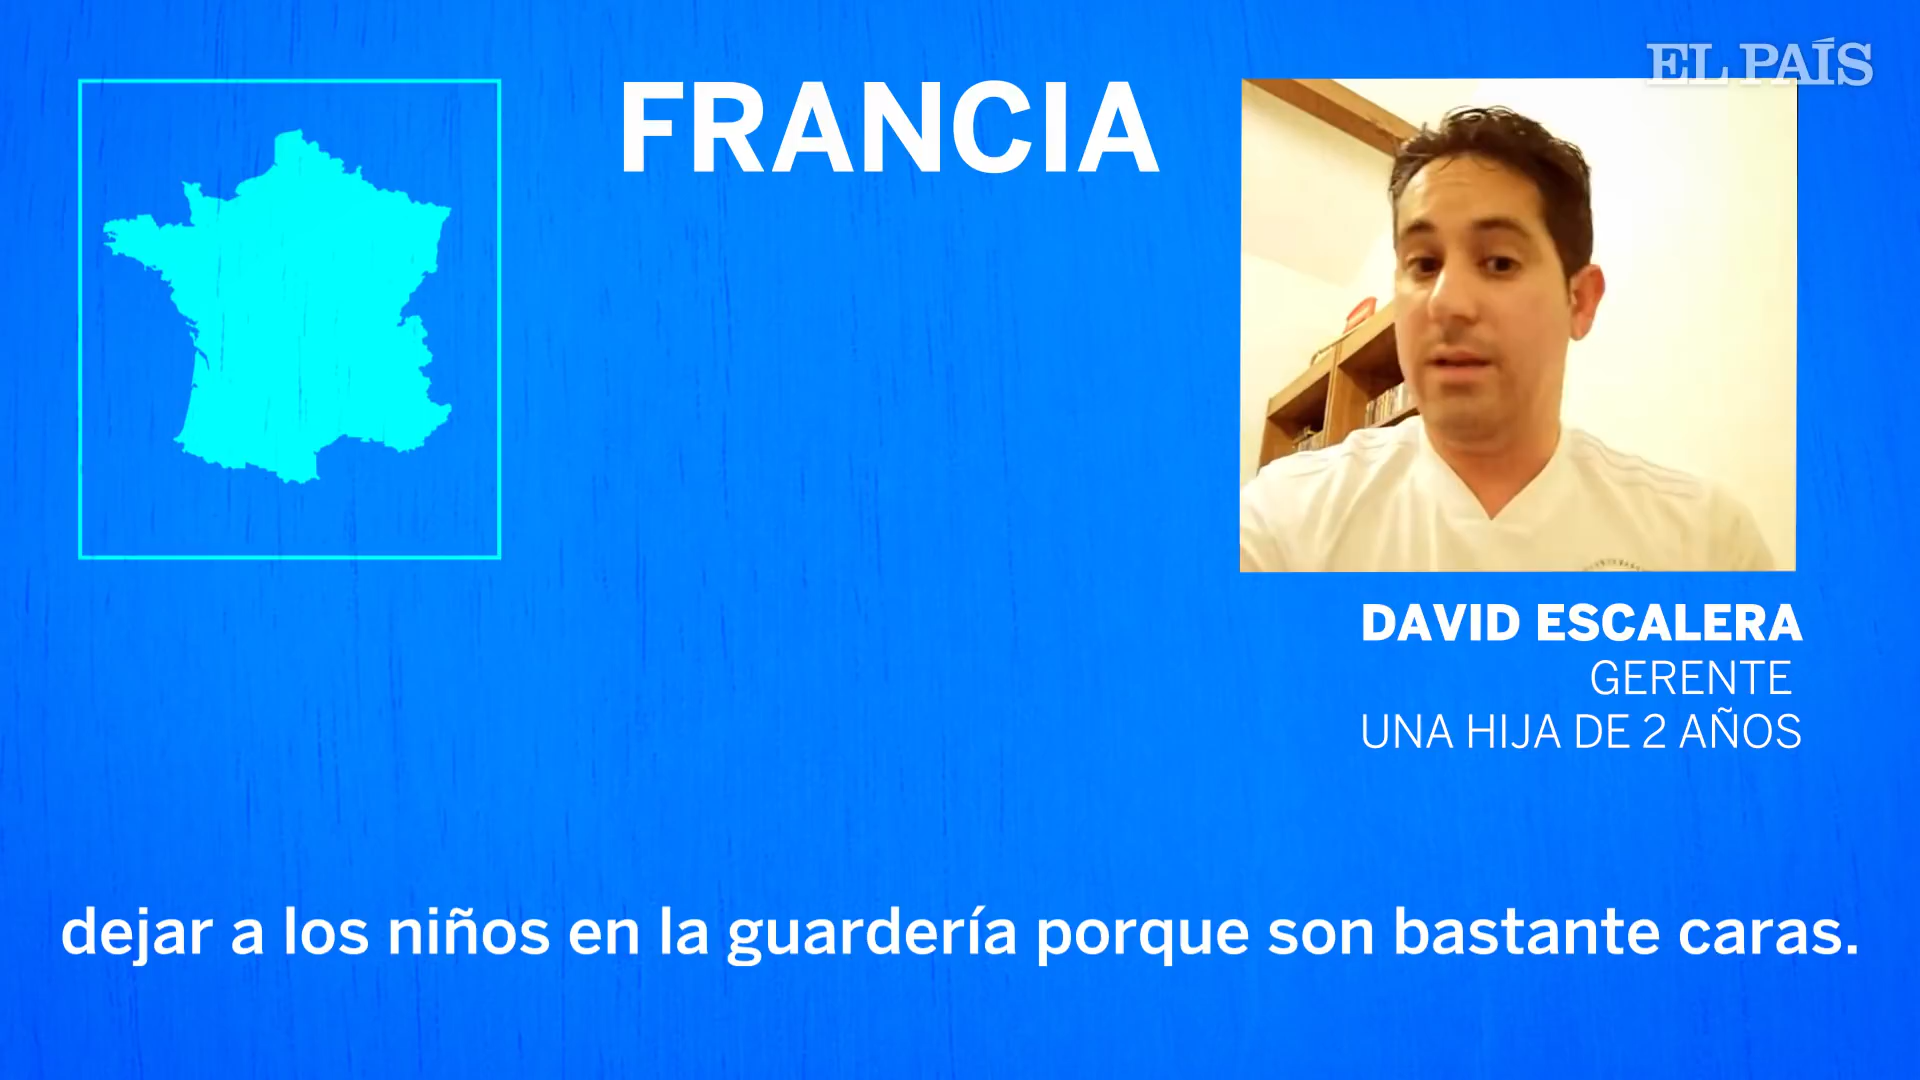 EL PAÍS
FRANCIA
DAVID ESCALERA
GERENTE
UNA HIJA DE 2 AÑOS
dejar a los niños en la guardería porque son bastante caras.